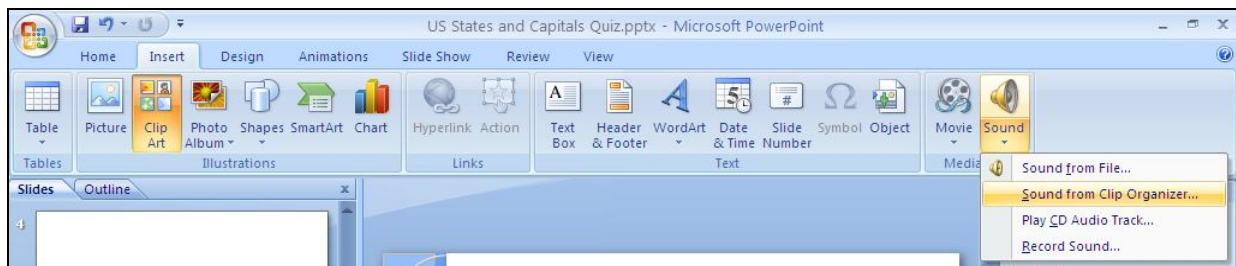 US States and Capitals Quiz.pptx - Microsoft PowerPoint
Home Insert Design Animations Slide Show Review View
Table Picture Clip Art Photo Album Shapes SmartArt Chart Hyperlink Action Text Box Header & Footer WordArt Date & Time Slide Number Symbol Object Movie Sound
Tables Illustrations Links Text Media
Sound from File...
Sound from Clip Organizer...
Play CD Audio Track...
Record Sound...
Slides Outline
4